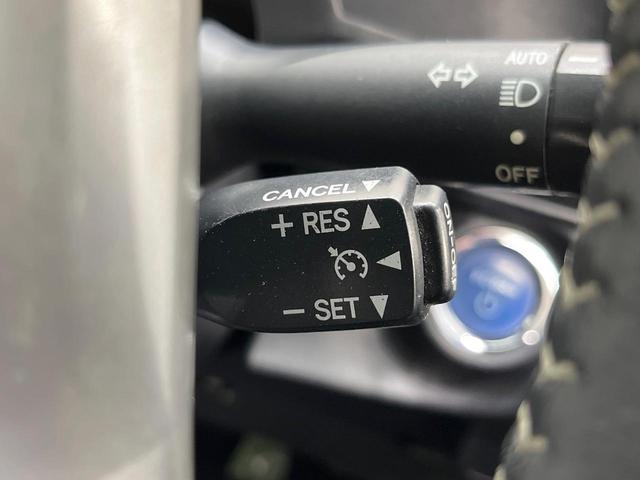 AUTO
OFF
CANCEL ▼
+ RES ▲
◀
− SET ▼